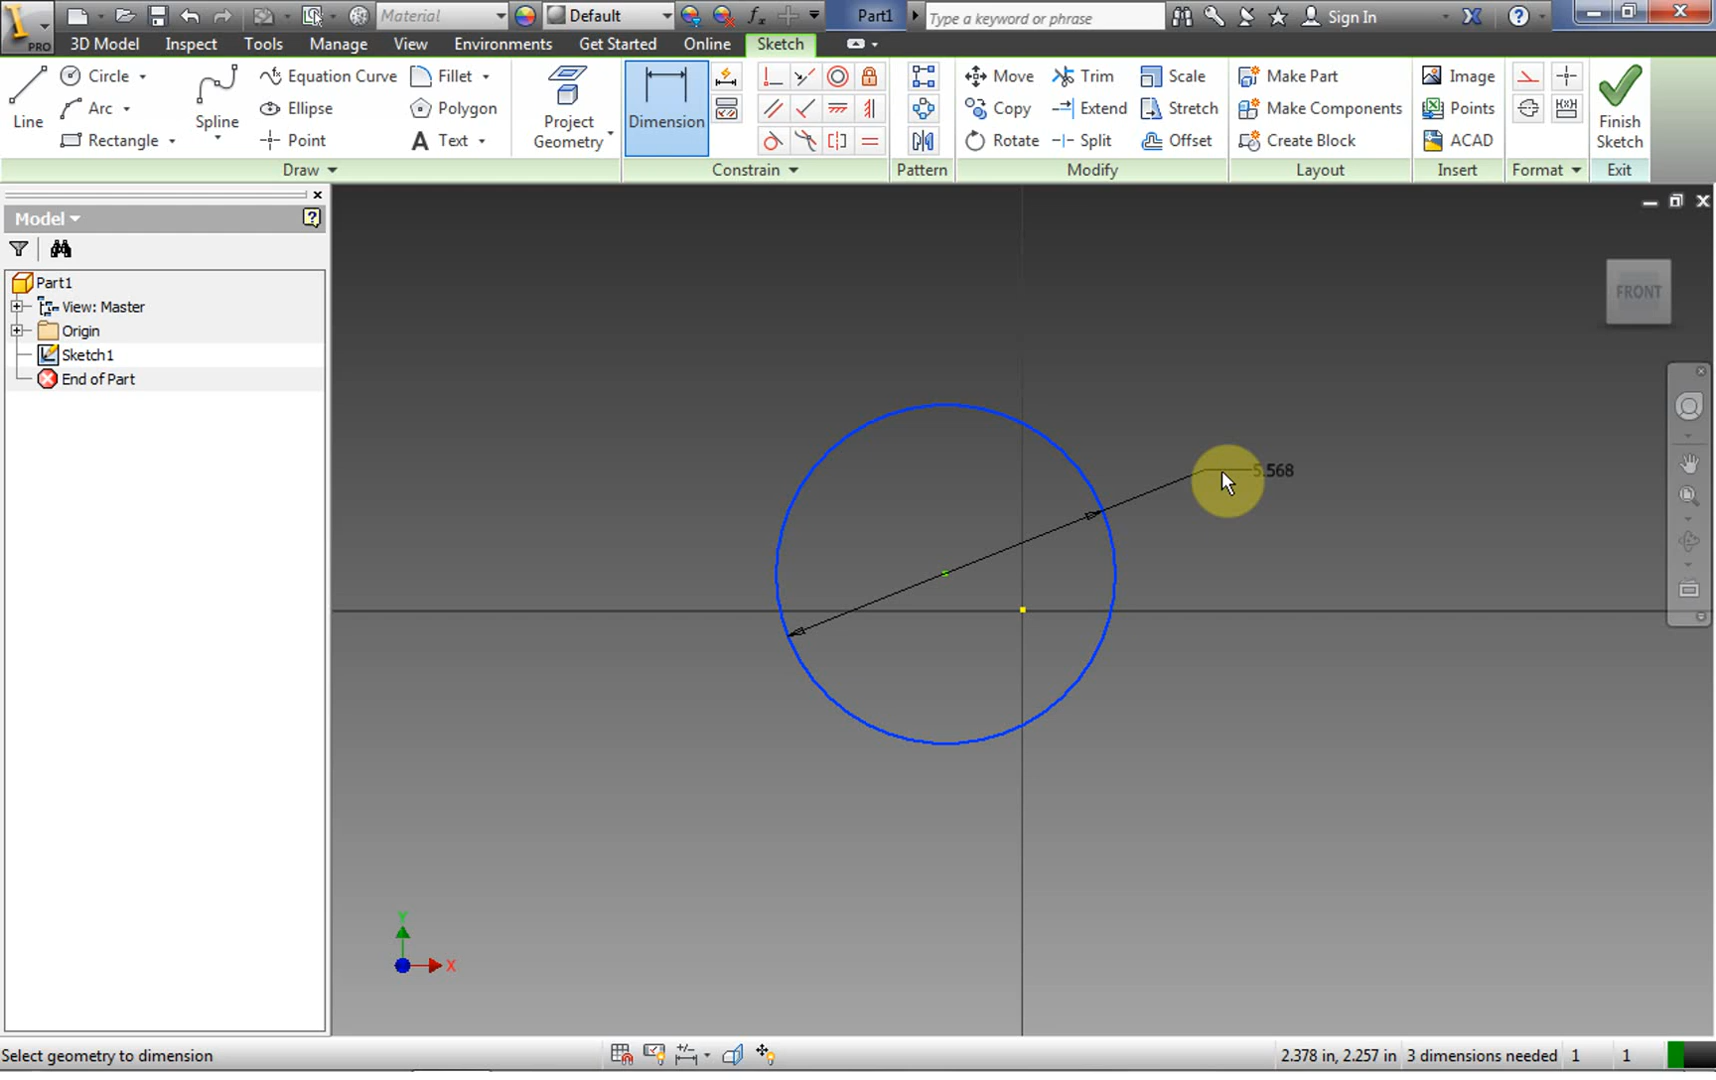 PRO
Material
Default
fx
Part1
Type a keyword or phrase
Sign In
3D Model Inspect Tools Manage View Environments Get Started Online Sketch
Line
Circle
Arc
Rectangle
Spline
Equation Curve
Ellipse
Point
Fillet
Polygon
A Text
Project Geometry
Dimension
Move
Copy
Rotate
Trim
Extend
Split
Scale
Stretch
Offset
Make Part
Make Components
Create Block
Image
Points
ACAD
Finish Sketch
Draw Constrain Pattern Modify Layout Insert Format Exit
Model
Part1
View: Master
Origin
Sketch1
End of Part
FRONT
5.568
Y
X
Select geometry to dimension
2.378 in, 2.257 in 3 dimensions needed 1 1